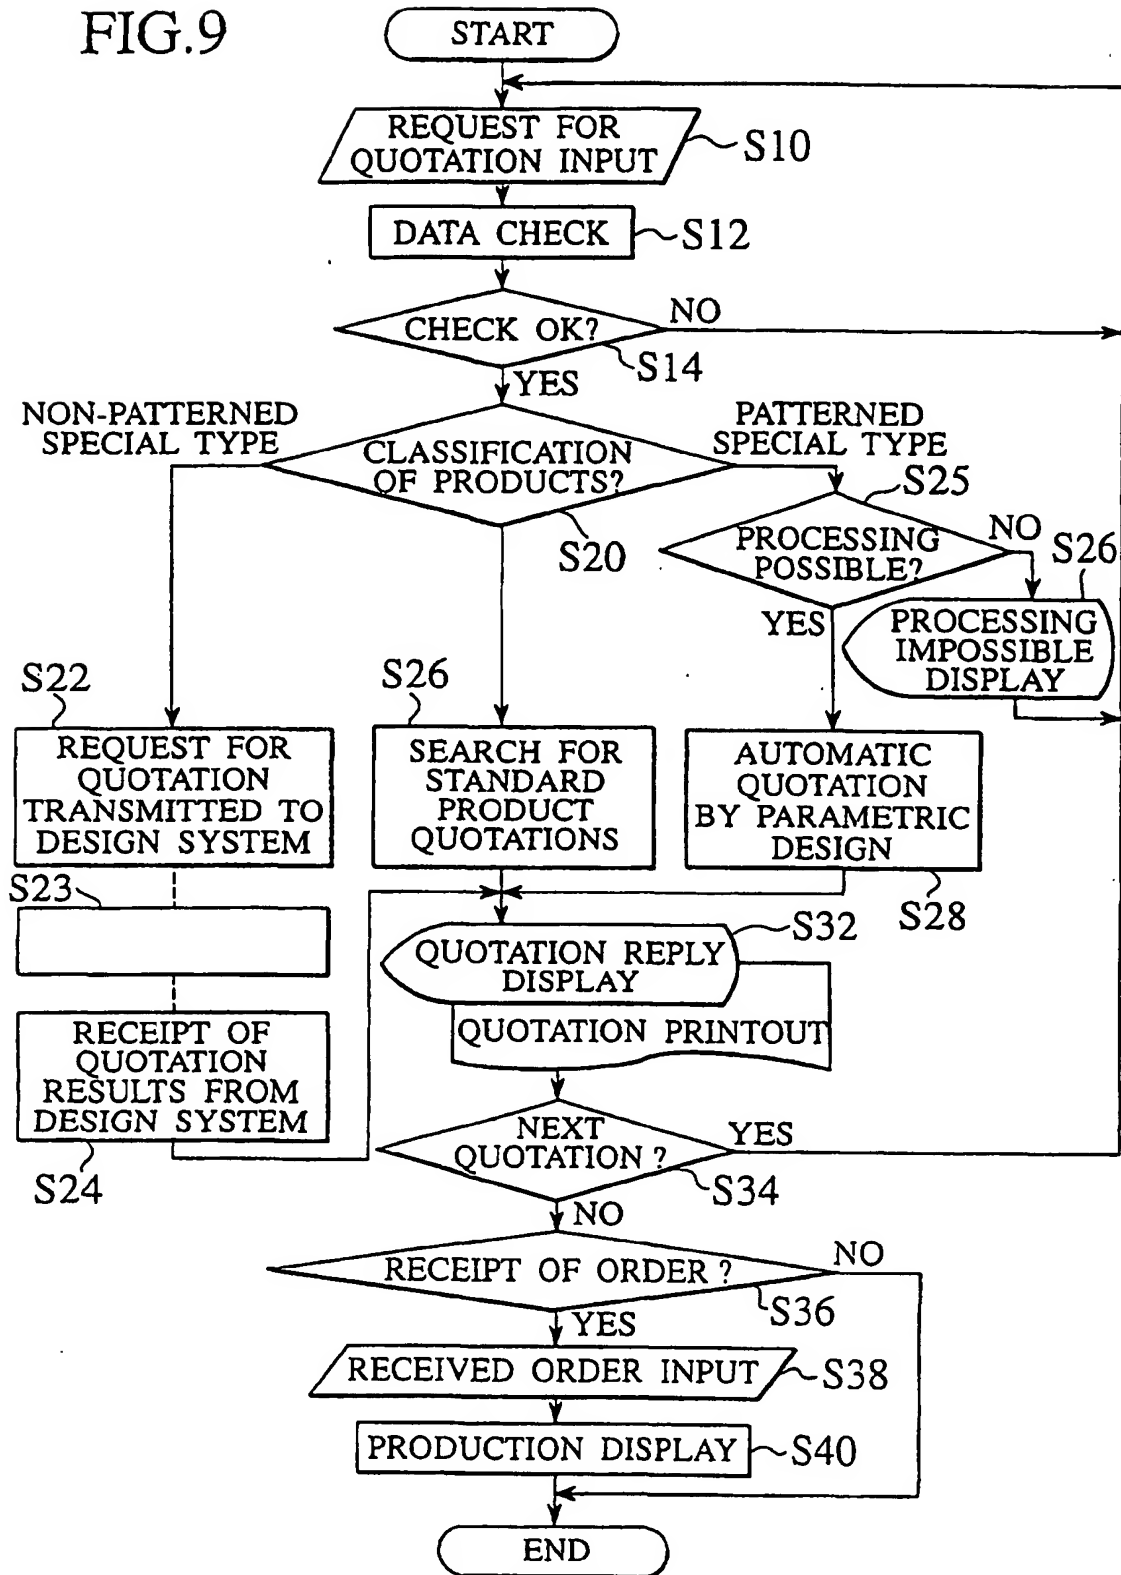 FIG.9
START
REQUEST FOR
QUOTATION INPUT
S10
DATA CHECK
S12
CHECK OK?
NO
S14
YES
NON-PATTERNED
SPECIAL TYPE
PATTERNED
SPECIAL TYPE
CLASSIFICATION
OF PRODUCTS?
S20
S25
PROCESSING
POSSIBLE?
NO
S26
YES
PROCESSING
IMPOSSIBLE
DISPLAY
S22
REQUEST FOR
QUOTATION
TRANSMITTED TO
DESIGN SYSTEM
S26
SEARCH FOR
STANDARD
PRODUCT
QUOTATIONS
AUTOMATIC
QUOTATION
BY PARAMETRIC
DESIGN
S28
S23
S32
QUOTATION REPLY
DISPLAY
QUOTATION PRINTOUT
RECEIPT OF
QUOTATION
RESULTS FROM
DESIGN SYSTEM
S24
NEXT
QUOTATION ?
YES
S34
NO
RECEIPT OF ORDER ?
NO
S36
YES
RECEIVED ORDER INPUT
S38
PRODUCTION DISPLAY
S40
END